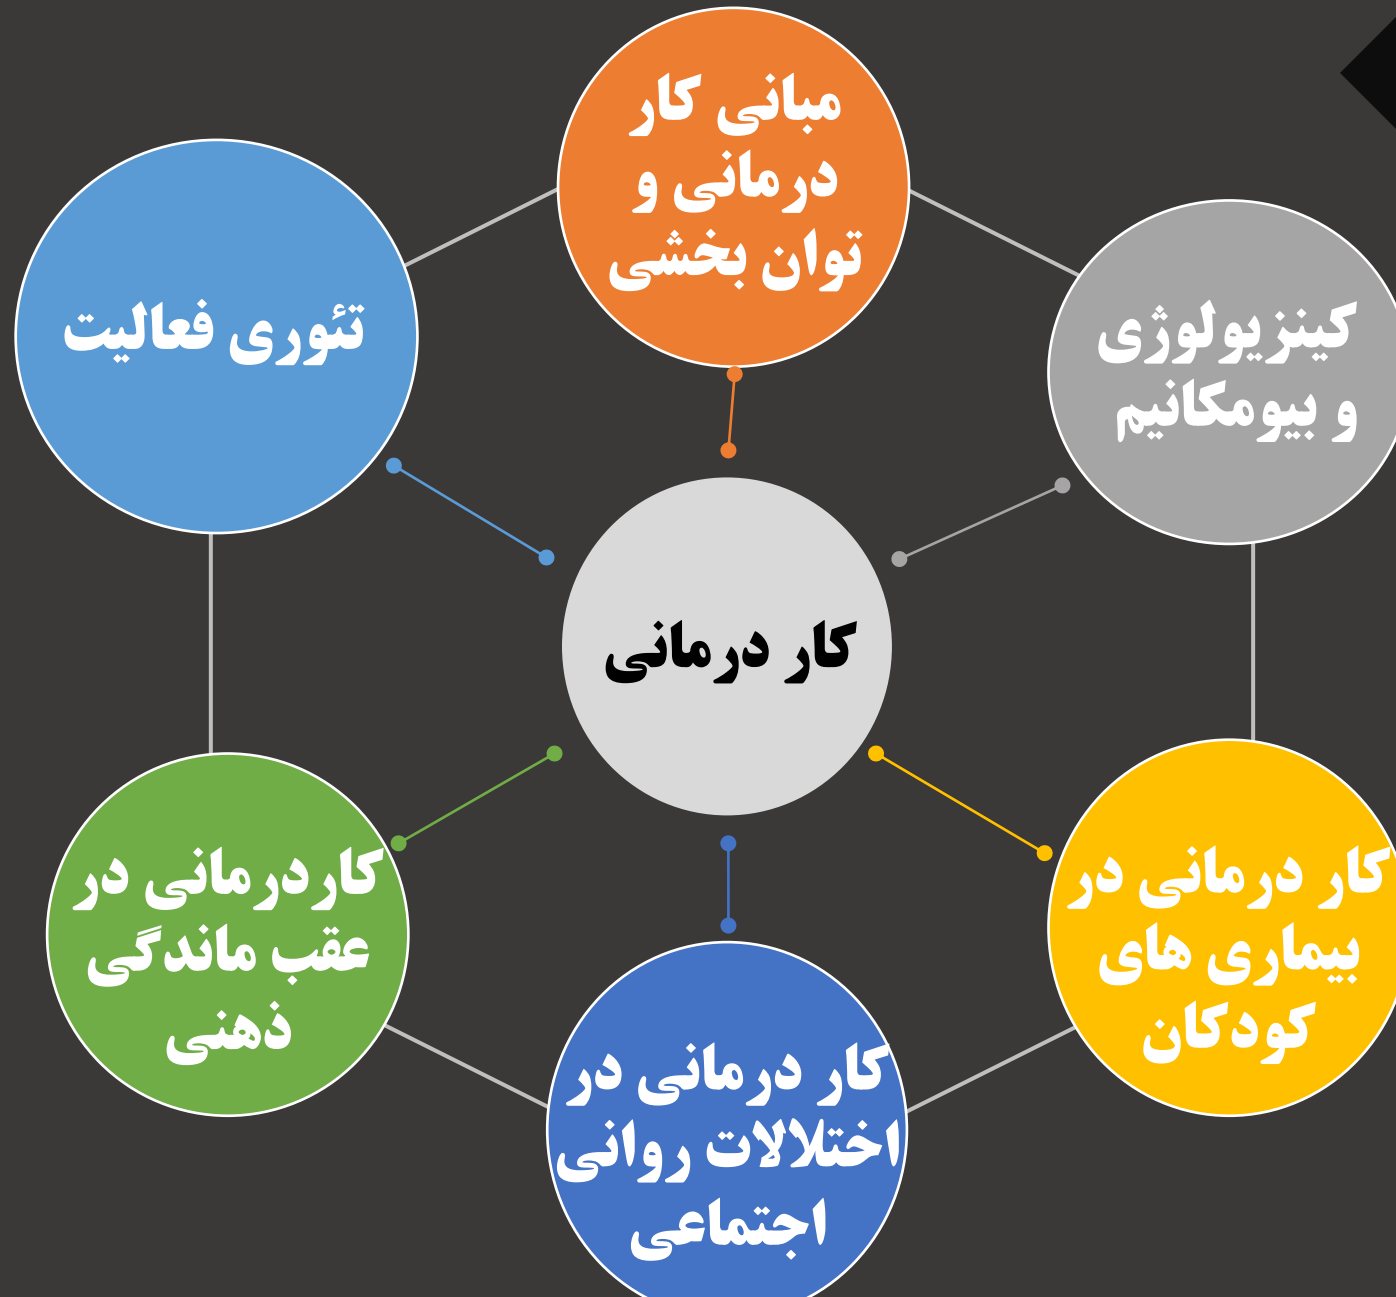 مبانی کار
درمانی و
توان بخشی
کینزیولوژی
و بیومکانیم
تئوری فعالیت
کار درمانی
کار درمانی در
بیماری های
کودکان
کاردرمانی در
عقب ماندگی
ذهنی
کار درمانی در
اختلالات روانی
اجتماعی